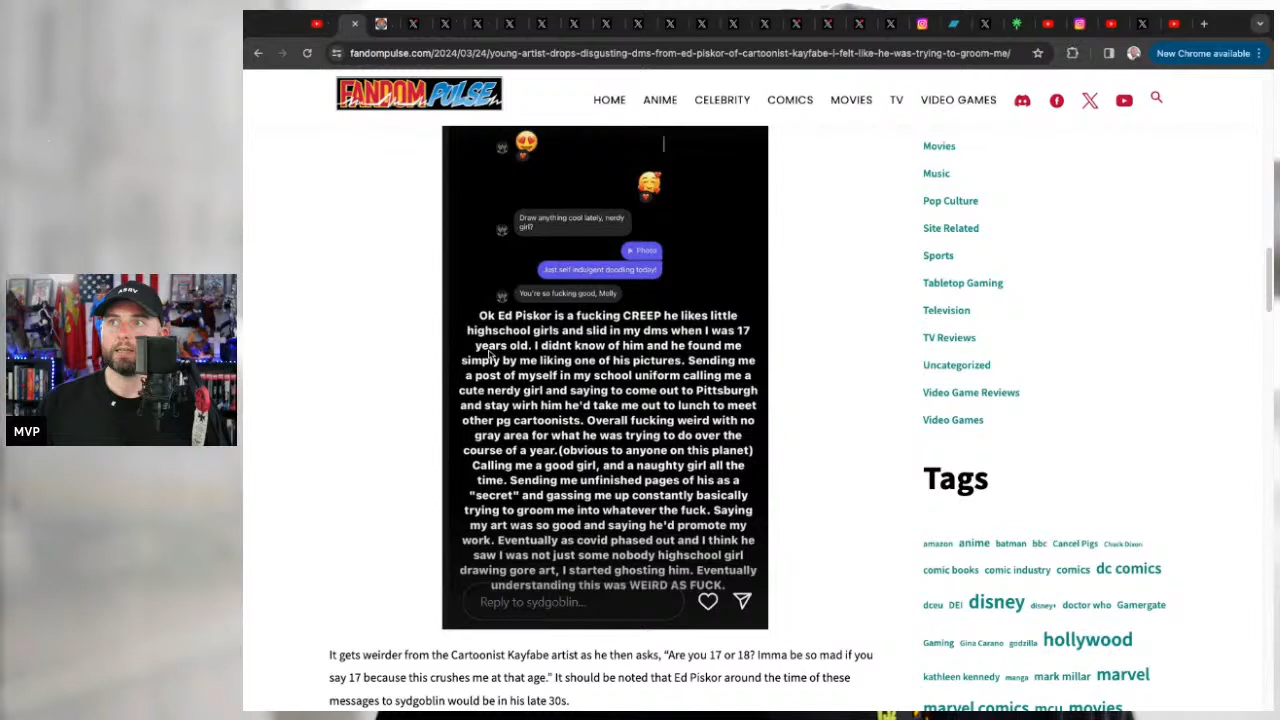 fandompulse.com/2024/03/24/young-artist-drops-disgusting-dms-from-ed-piskor-of-cartoonist-kayfabe-i-felt-like-he-was-trying-to-groom-me/
New Chrome available
FANDOM PULSE
HOME ANIME CELEBRITY COMICS MOVIES TV VIDEO GAMES
Draw anything cool lately, nerdy
girl?
Photo
Just self indulgent doodling today!
You're so fucking good, Molly
Ok Ed Piskor is a fucking CREEP he likes little
highschool girls and slid in my dms when I was 17
years old. I didnt know of him and he found me
simply by me liking one of his pictures. Sending me
a post of myself in my school uniform calling me a
cute nerdy girl and saying to come out to Pittsburgh
and stay wirh him he'd take me out to lunch to meet
other pg cartoonists. Overall fucking weird with no
gray area for what he was trying to do over the
course of a year.(obvious to anyone on this planet)
Calling me a good girl, and a naughty girl all the
time. Sending me unfinished pages of his as a
"secret" and gassing me up constantly basically
trying to groom me into whatever the fuck. Saying
my art was so good and saying he'd promote my
work. Eventually as covid phased out and I think he
saw I was not just some nobody highschool girl
drawing gore art, I started ghosting him. Eventually
understanding this was WEIRD AS FUCK.
Reply to sydgoblin...
It gets weirder from the Cartoonist Kayfabe artist as he then asks, “Are you 17 or 18? Imma be so mad if you
say 17 because this crushes me at that age.” It should be noted that Ed Piskor around the time of these
messages to sydgoblin would be in his late 30s.
Movies
Music
Pop Culture
Site Related
Sports
Tabletop Gaming
Television
TV Reviews
Uncategorized
Video Game Reviews
Video Games
Tags
amazon anime batman bbc Cancel Pigs Chuck Dixon
comic books comic industry comics dc comics
dceu DEI disney disney+ doctor who Gamergate
Gaming Gina Carano godzilla hollywood
kathleen kennedy manga mark millar marvel
marvel comics mcu movies
MVP